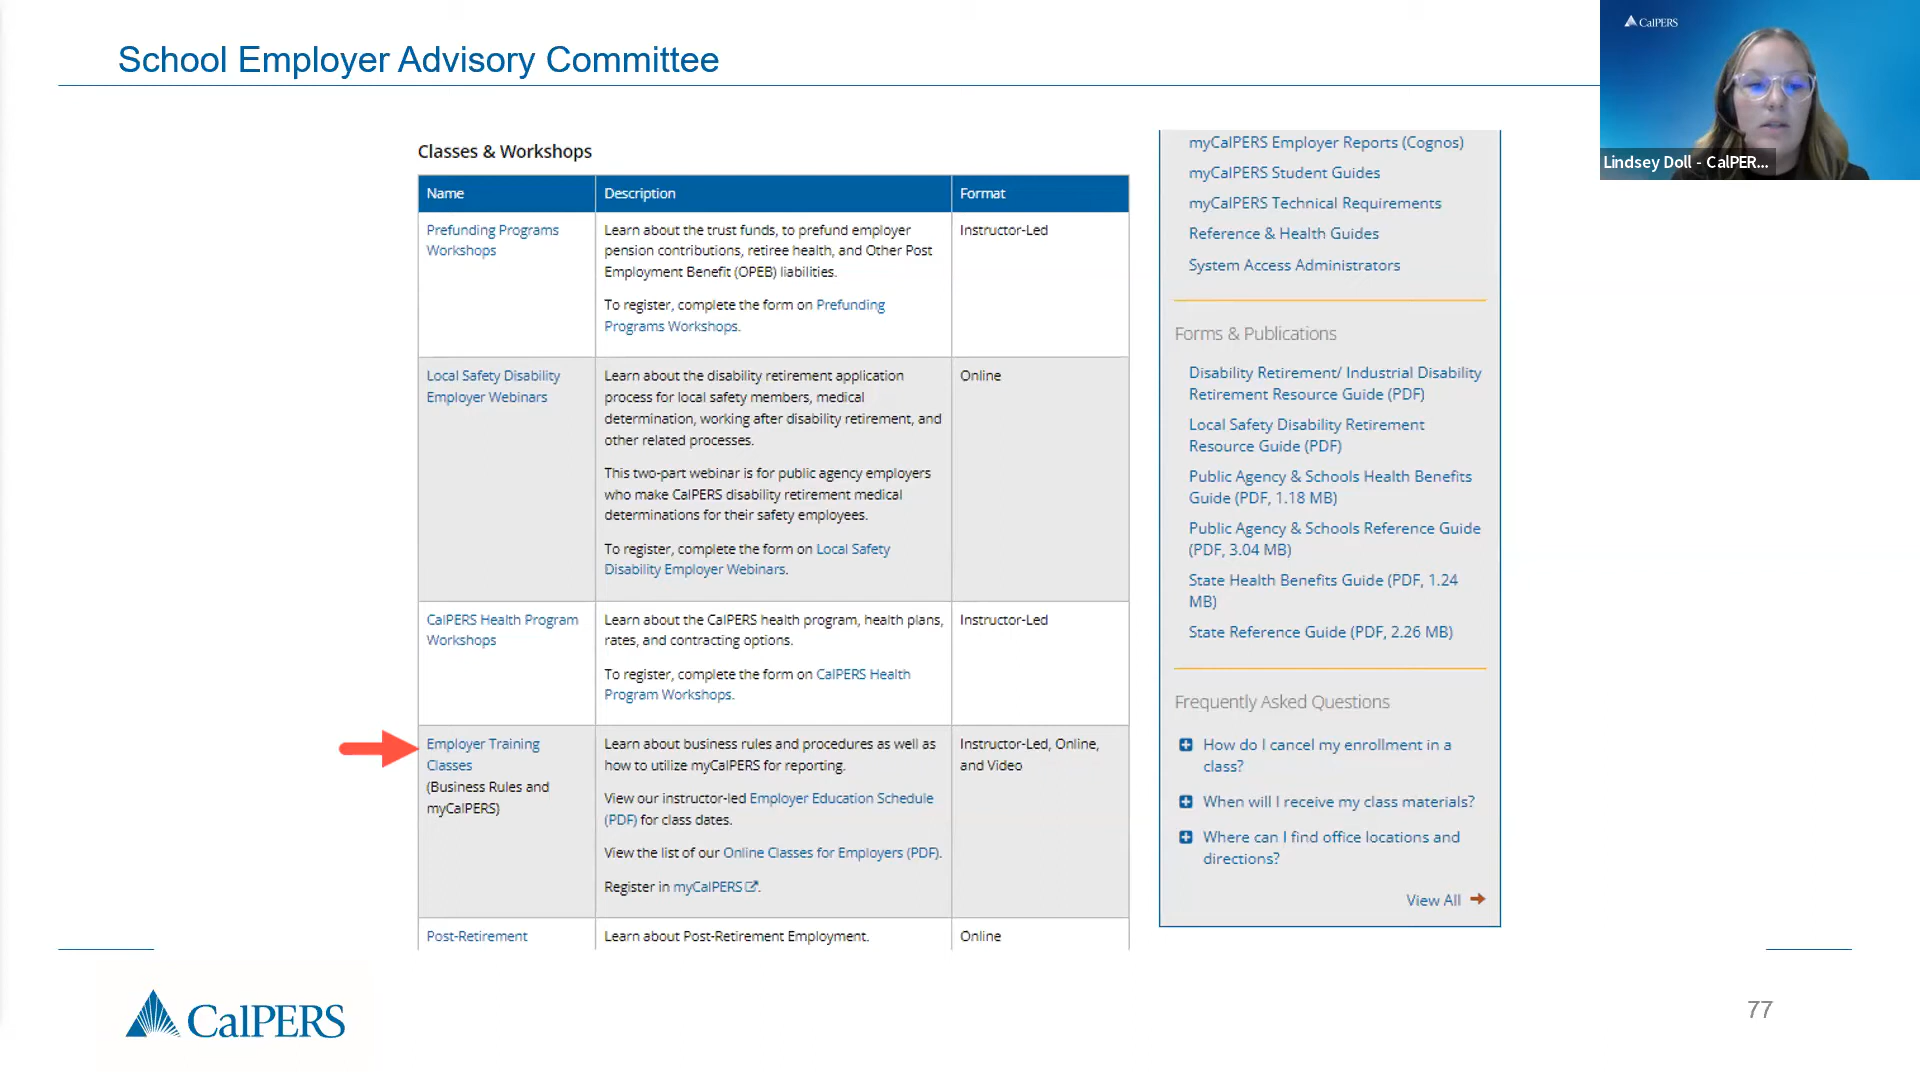 School Employer Advisory Committee
CalPERS
Lindsey Doll - CalPER...
Classes & Workshops
Name Description Format
Prefunding Programs
Workshops
Learn about the trust funds, to prefund employer
pension contributions, retiree health, and Other Post
Employment Benefit (OPEB) liabilities.
To register, complete the form on Prefunding
Programs Workshops.
Instructor-Led
Local Safety Disability
Employer Webinars
Learn about the disability retirement application
process for local safety members, medical
determination, working after disability retirement, and
other related processes.
This two-part webinar is for public agency employers
who make CalPERS disability retirement medical
determinations for their safety employees.
To register, complete the form on Local Safety
Disability Employer Webinars.
Online
CalPERS Health Program
Workshops
Learn about the CalPERS health program, health plans,
rates, and contracting options.
To register, complete the form on CalPERS Health
Program Workshops.
Instructor-Led
Employer Training
Classes
(Business Rules and
myCalPERS)
Learn about business rules and procedures as well as
how to utilize myCalPERS for reporting.
View our instructor-led Employer Education Schedule
(PDF) for class dates.
View the list of our Online Classes for Employers (PDF).
Register in myCalPERS.
Instructor-Led, Online,
and Video
Post-Retirement
Learn about Post-Retirement Employment.
Online
myCalPERS Employer Reports (Cognos)
myCalPERS Student Guides
myCalPERS Technical Requirements
Reference & Health Guides
System Access Administrators
Forms & Publications
Disability Retirement/ Industrial Disability
Retirement Resource Guide (PDF)
Local Safety Disability Retirement
Resource Guide (PDF)
Public Agency & Schools Health Benefits
Guide (PDF, 1.18 MB)
Public Agency & Schools Reference Guide
(PDF, 3.04 MB)
State Health Benefits Guide (PDF, 1.24
MB)
State Reference Guide (PDF, 2.26 MB)
Frequently Asked Questions
How do I cancel my enrollment in a
class?
When will I receive my class materials?
Where can I find office locations and
directions?
View All
CalPERS
77